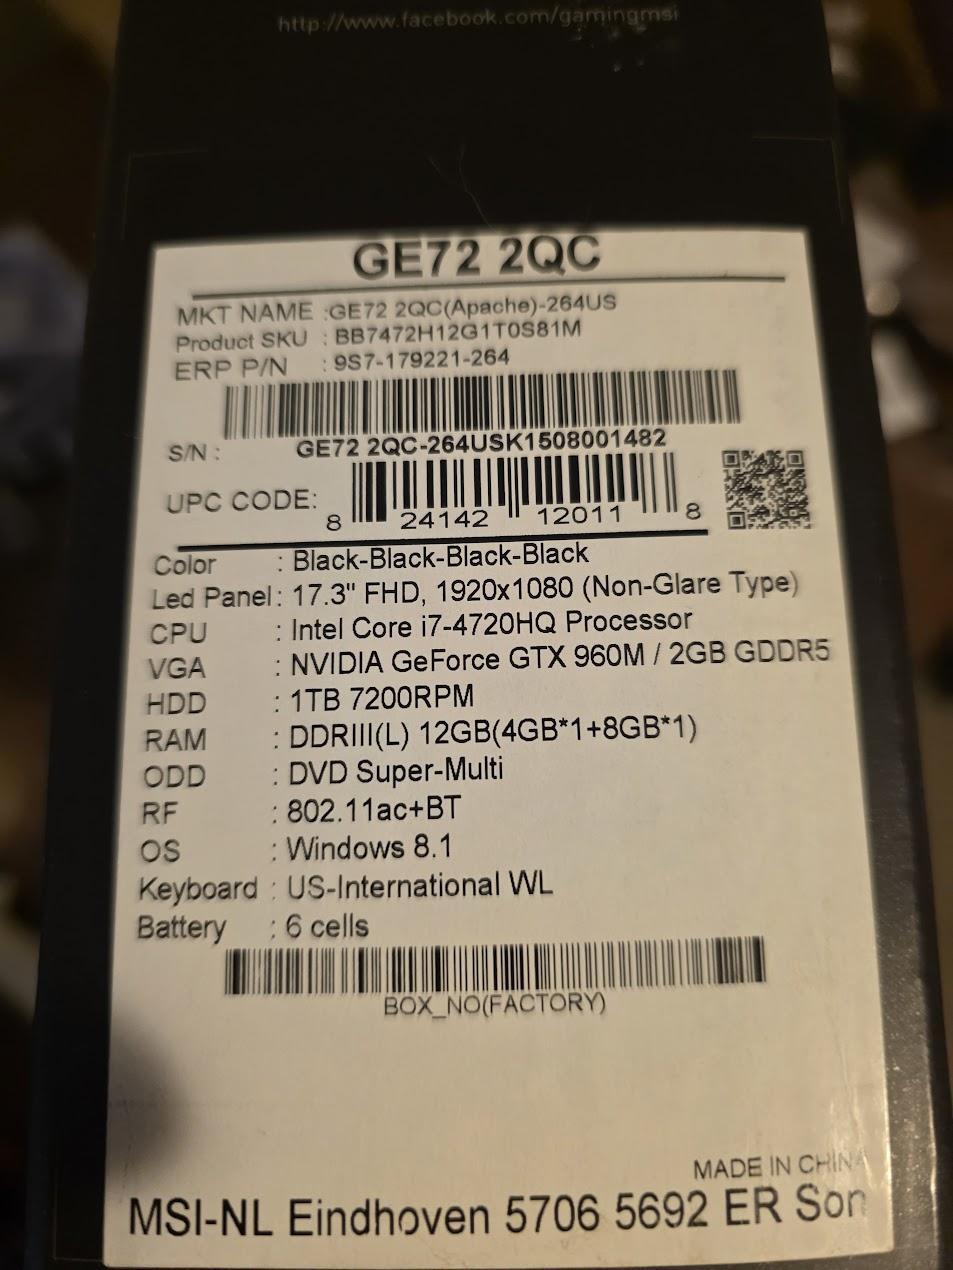 http://www.facebook.com/gamingmsi
GE72 2QC
MKT NAME :GE72 2QC(Apache)-264US
Product SKU : BB7472H12G1T0S81M
ERP P/N : 9S7-179221-264
S/N : GE72 2QC-264USK1508001482
UPC CODE: 8 24142 12011 8
Color : Black-Black-Black-Black
Led Panel: 17.3" FHD, 1920x1080 (Non-Glare Type)
CPU : Intel Core i7-4720HQ Processor
VGA : NVIDIA GeForce GTX 960M / 2GB GDDR5
HDD : 1TB 7200RPM
RAM : DDRIII(L) 12GB(4GB*1+8GB*1)
ODD : DVD Super-Multi
RF : 802.11ac+BT
OS : Windows 8.1
Keyboard : US-International WL
Battery : 6 cells
BOX_NO(FACTORY)
MADE IN CHINA
MSI-NL Eindhoven 5706 5692 ER Son